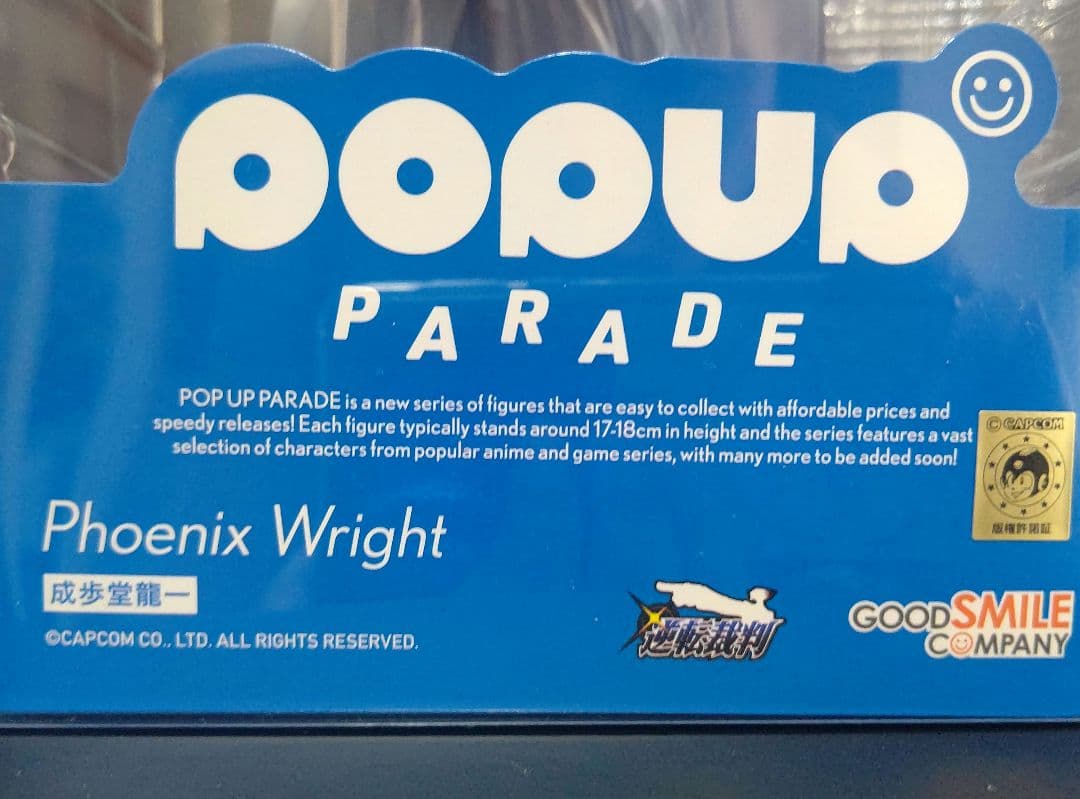 POPUP
PARADE
POP UP PARADE is a new series of figures that are easy to collect with affordable prices and
speedy releases! Each figure typically stands around 17-18cm in height and the series features a vast
selection of characters from popular anime and game series, with many more to be added soon!
© CAPCOM
版権許諾証
Phoenix Wright
成歩堂龍一
©CAPCOM CO., LTD. ALL RIGHTS RESERVED.
逆転裁判
GOODSMILE
COMPANY